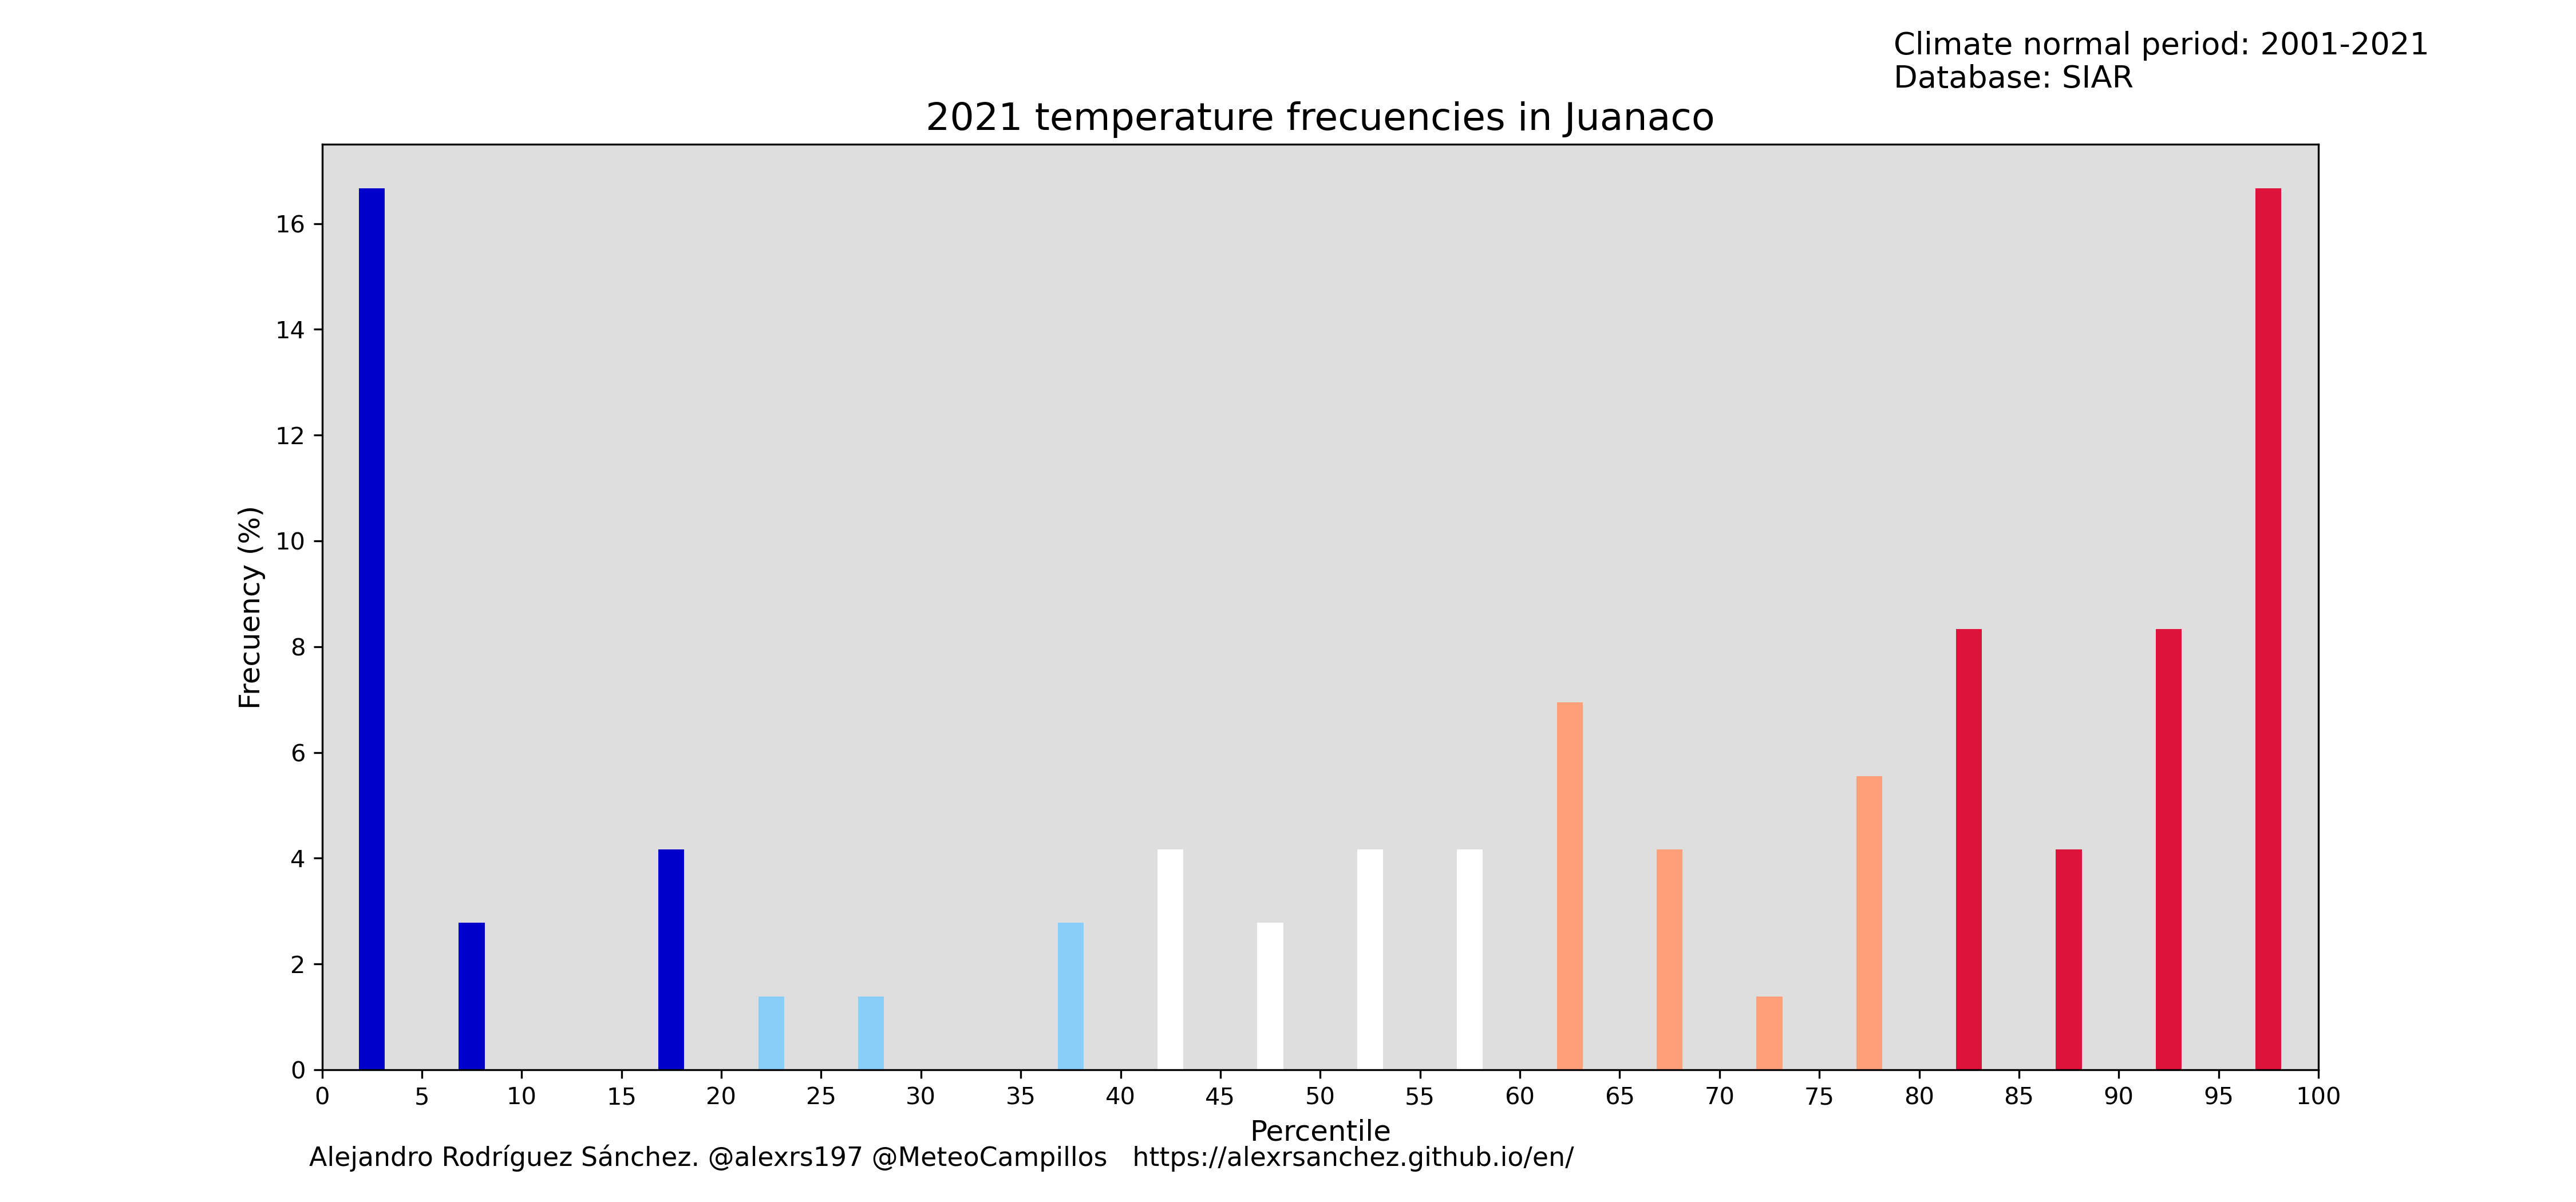 Climate normal period: 2001-2021
Database: SIAR
2021 temperature frecuencies in Juanaco
Frecuency (%)
16
14
12
10
8
6
4
2
0
0 5 10 15 20 25 30 35 40 45 50 55 60 65 70 75 80 85 90 95 100
Percentile
Alejandro Rodríguez Sánchez. @alexrs197 @MeteoCampillos https://alexrsanchez.github.io/en/